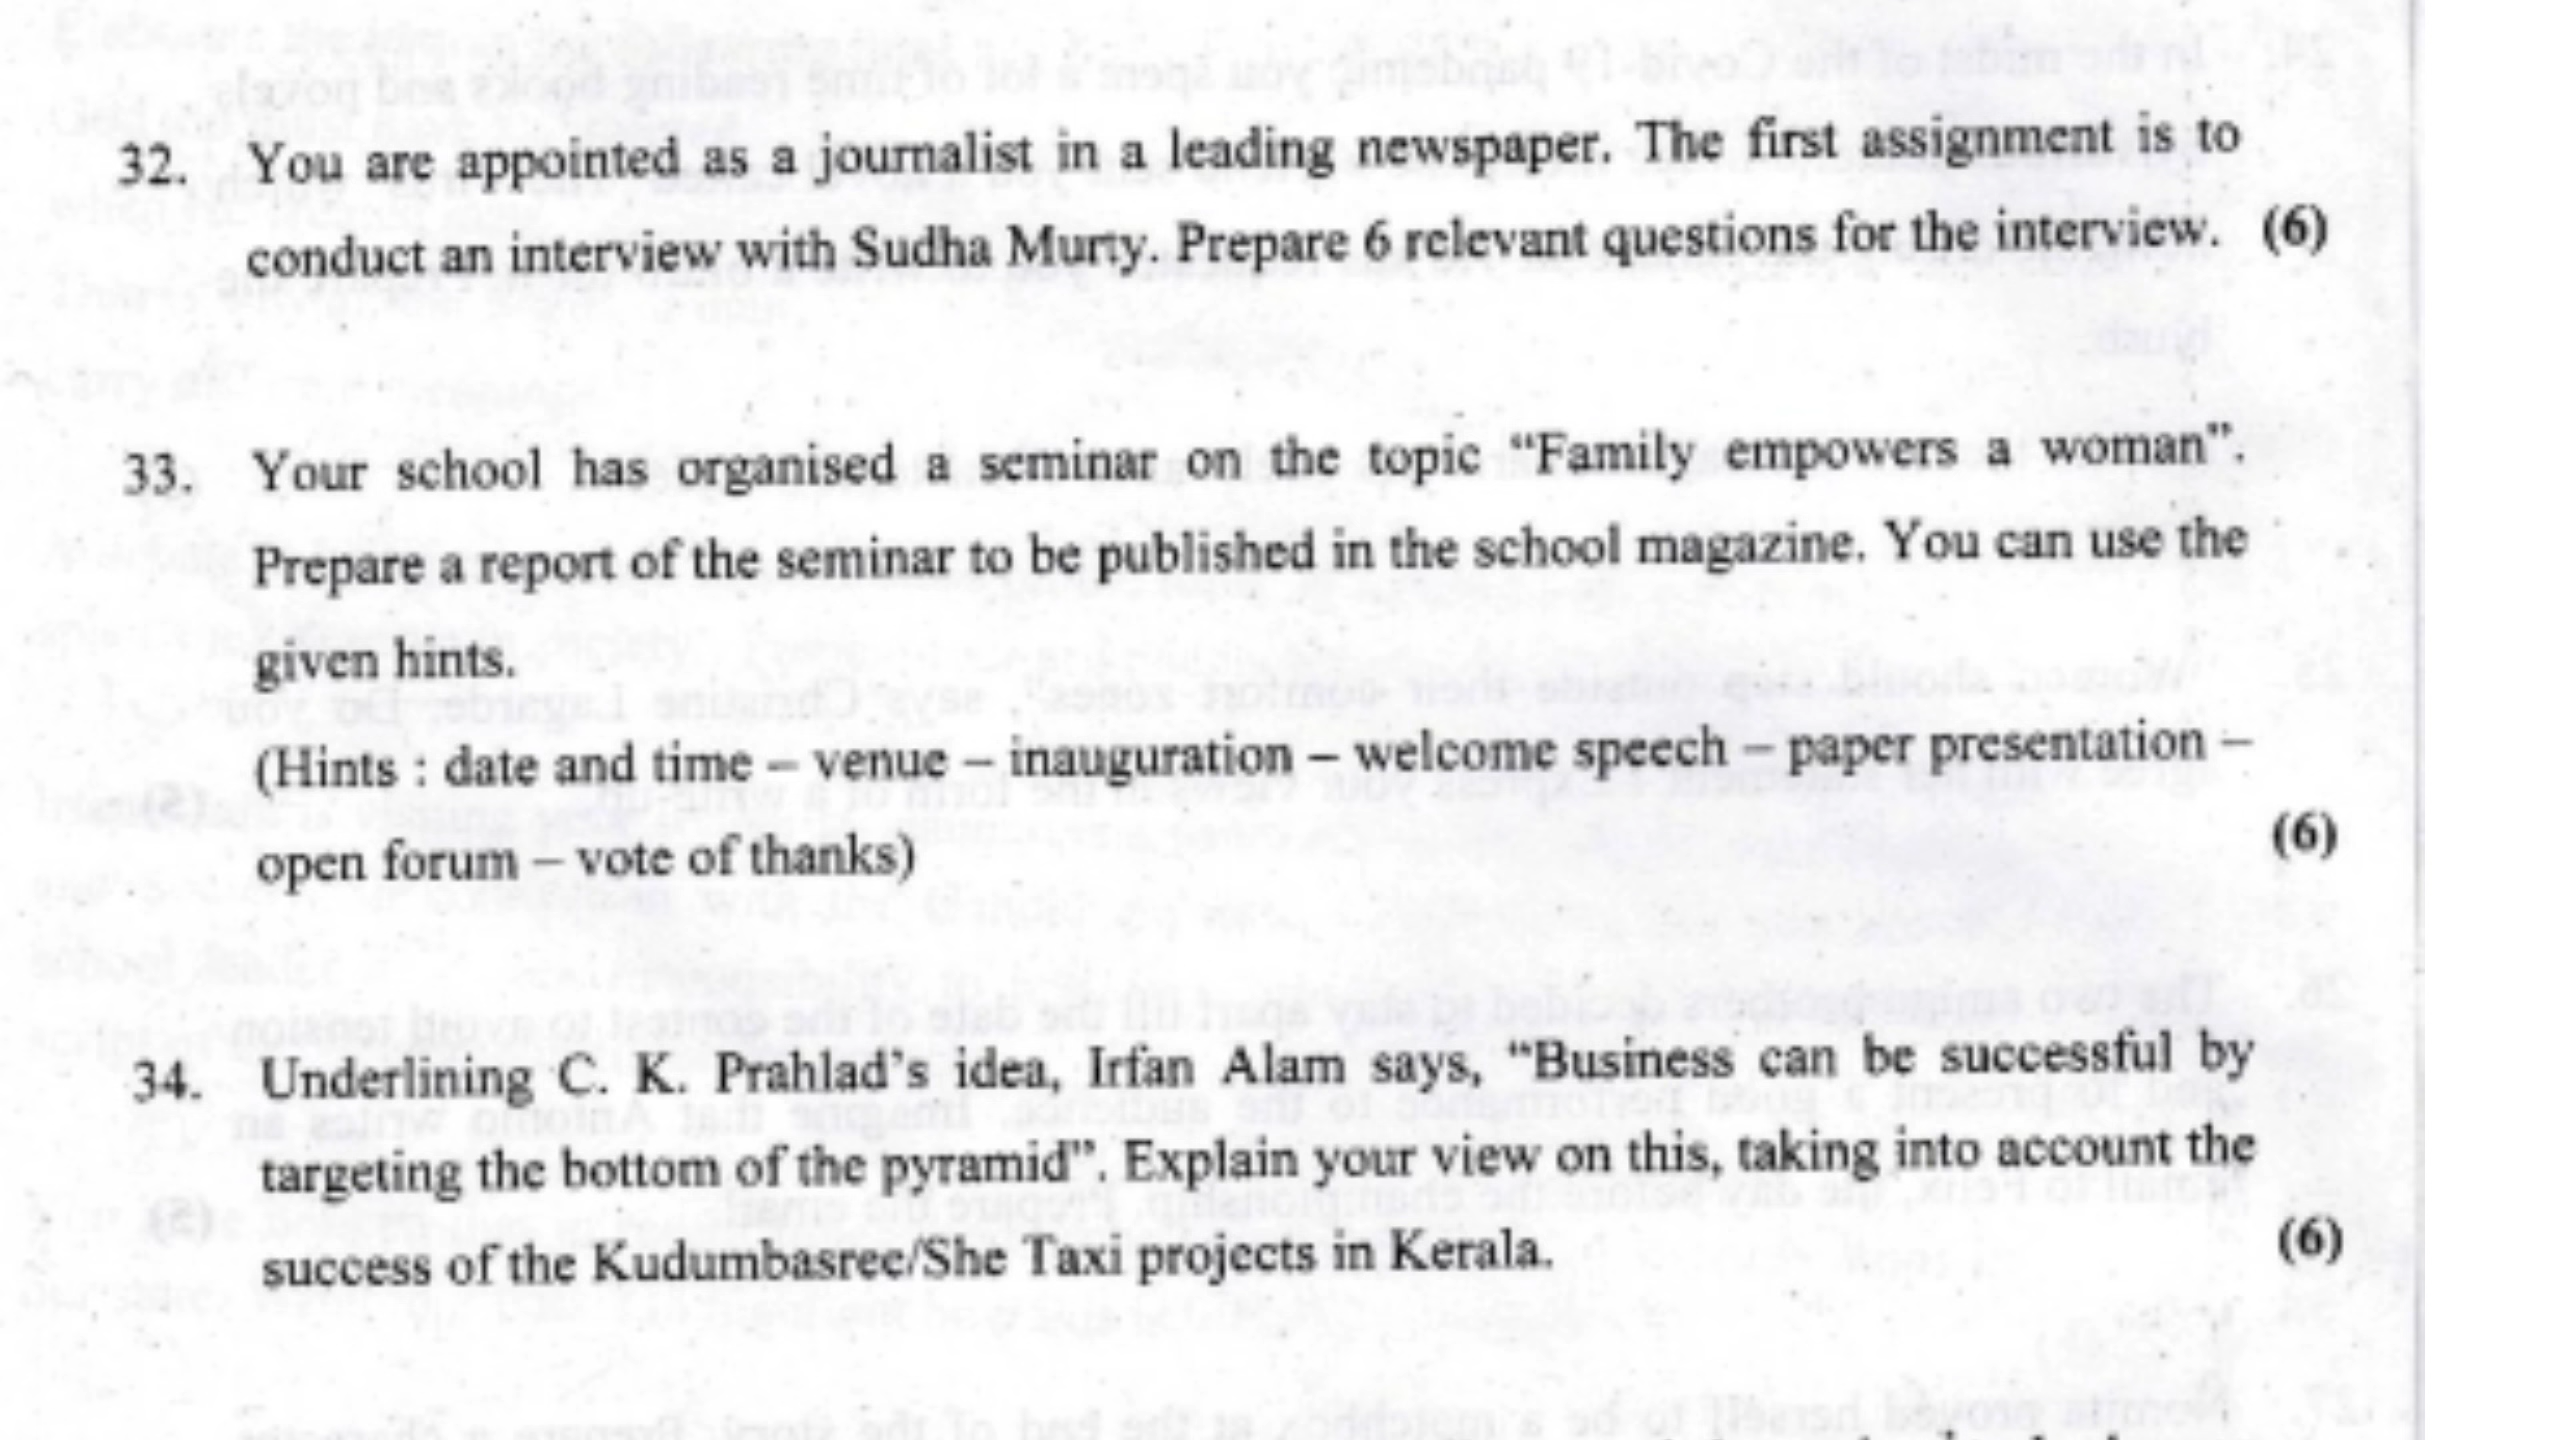 32. You are appointed as a journalist in a leading newspaper. The first assignment is to
conduct an interview with Sudha Murty. Prepare 6 relevant questions for the interview. (6)
33. Your school has organised a seminar on the topic “Family empowers a woman”.
Prepare a report of the seminar to be published in the school magazine. You can use the
given hints.
(Hints : date and time – venue – inauguration – welcome speech – paper presentation –
open forum – vote of thanks) (6)
34. Underlining C. K. Prahlad’s idea, Irfan Alam says, “Business can be successful by
targeting the bottom of the pyramid”. Explain your view on this, taking into account the
success of the Kudumbasree/She Taxi projects in Kerala. (6)